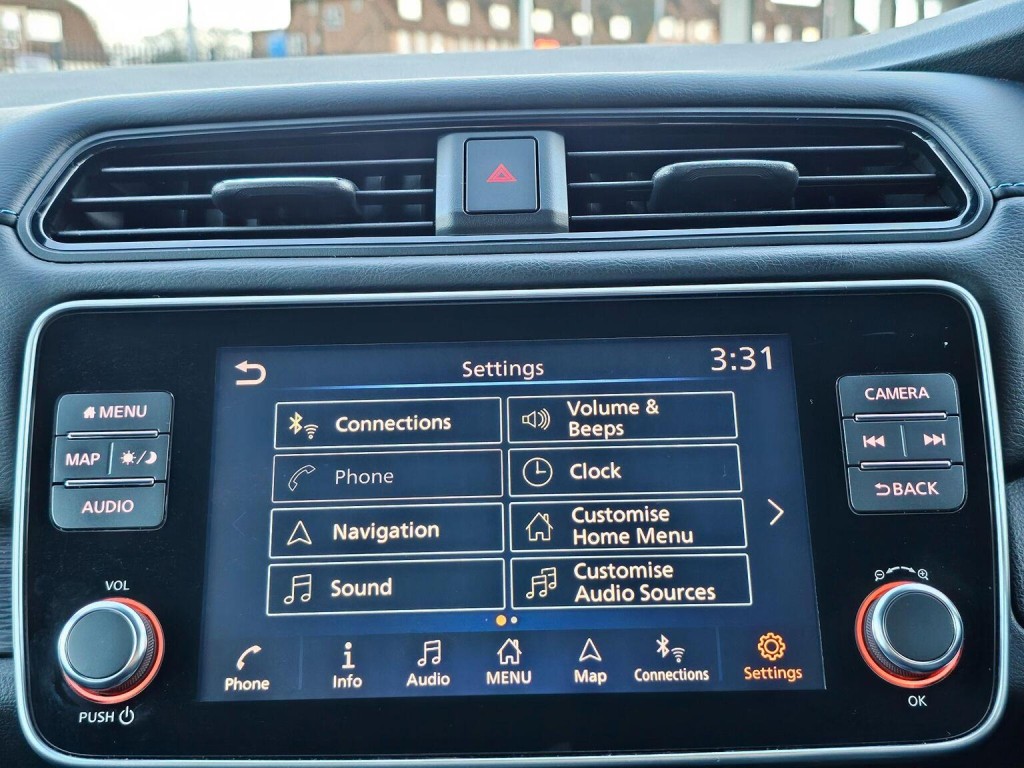 Settings
3:31
MENU
MAP
AUDIO
VOL
PUSH
Connections
Volume &
Beeps
Phone
Clock
Navigation
Customise
Home Menu
Sound
Customise
Audio Sources
Phone
Info
Audio
MENU
Map
Connections
Settings
CAMERA
BACK
OK